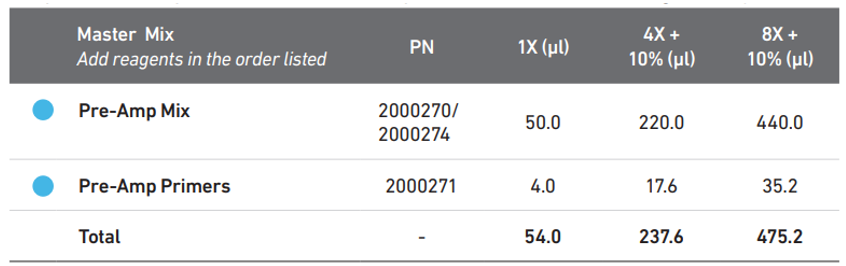 Master Mix
Add reagents in the order listed
PN
1X (µl)
4X +
10% (µl)
8X +
10% (µl)
Pre-Amp Mix
2000270/
2000274
50.0
220.0
440.0
Pre-Amp Primers
2000271
4.0
17.6
35.2
Total
-
54.0
237.6
475.2